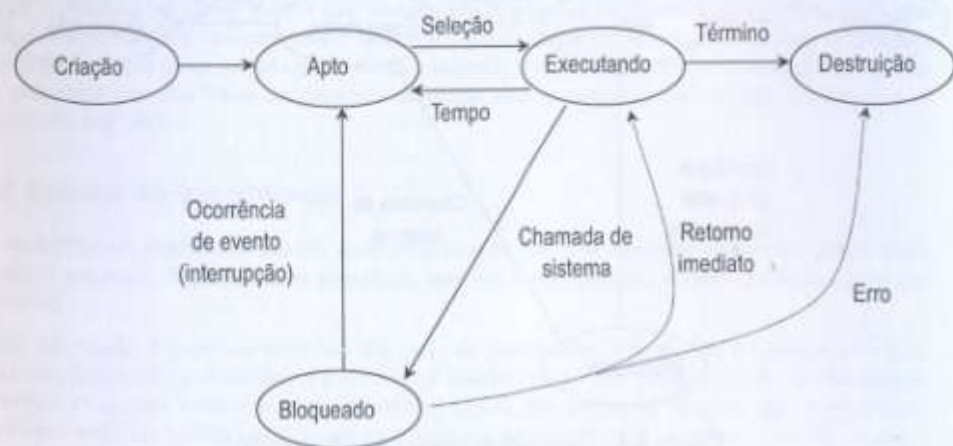 Seleção
Término
Criação
Apto
Executando
Destruição
Tempo
Ocorrência
de evento
(interrupção)
Chamada de
sistema
Retorno
imediato
Erro
Bloqueado